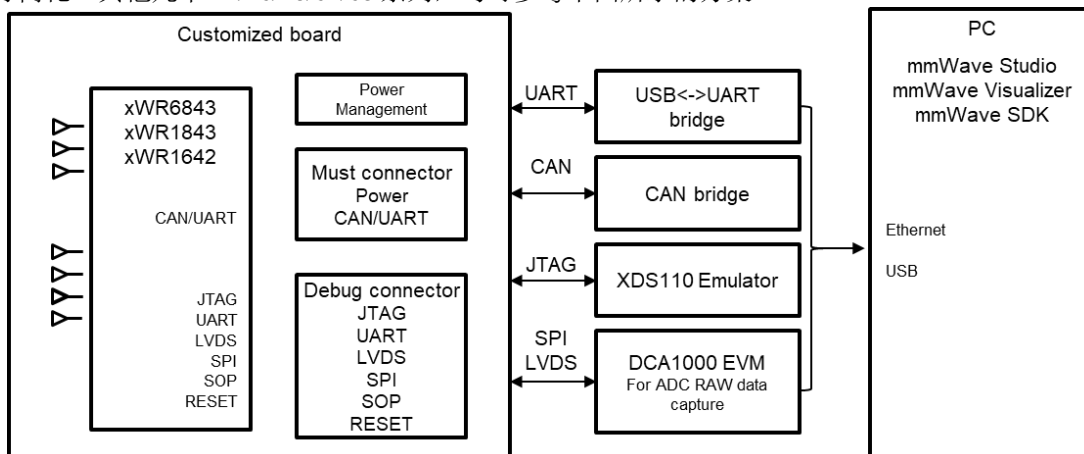 Customized board
xWR6843
xWR1843
xWR1642
CAN/UART
JTAG
UART
LVDS
SPI
SOP
RESET
Power
Management
Must connector
Power
CAN/UART
Debug connector
JTAG
UART
LVDS
SPI
SOP
RESET
UART
CAN
JTAG
SPI
LVDS
USB<->UART
bridge
CAN bridge
XDS110 Emulator
DCA1000 EVM
For ADC RAW data
capture
PC
mmWave Studio
mmWave Visualizer
mmWave SDK
Ethernet
USB